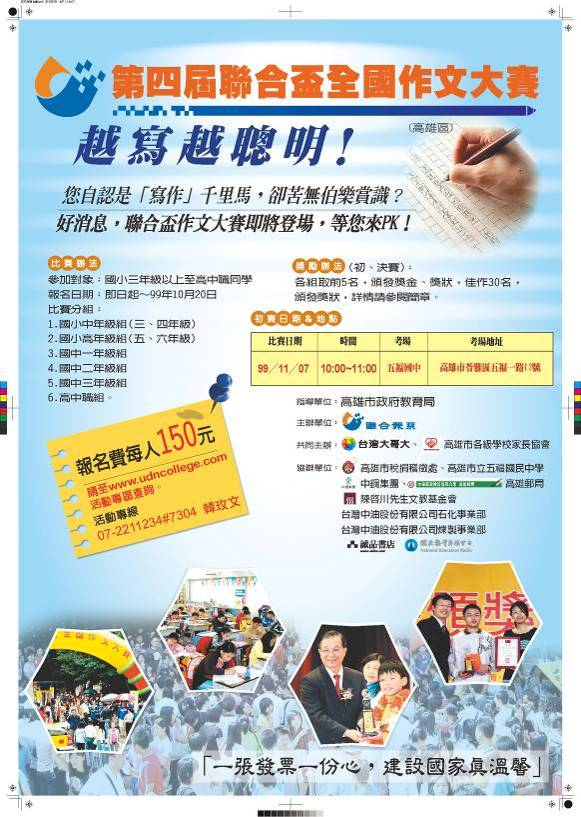 第四屆聯合盃全國作文大賽
(高雄區)
越寫越聰明!
您自認是「寫作」千里馬,卻苦無伯樂賞識?
好消息,聯合盃作文大賽即將登場,等您來PK!
比賽辦法
參加對象:國小三年級以上至高中職同學
報名日期:即日起~99年10月20日
比賽分組:
1.國小中年級組(三、四年級)
2.國小高年級組(五、六年級)
3.國中一年級組
4.國中二年級組
5.國中三年級組
6.高中職組。
獎勵辦法(初、決賽):
各組取前5名,頒發獎金、獎狀,佳作30名,
頒發獎狀,詳情請參閱簡章。
初賽日期&地點
比賽日期 時間 考場 考場地址
99/11/07 10:00~11:00 五福國中 高雄市苓雅區五福一路12號
報名費每人150元
請至www.udncollege.com
活動專區查詢。
活動專線
07-2211234#7304 韓玟文
指導單位:高雄市政府教育局
主辦單位:聯合報系
共同主辦:台灣大哥大、高雄市各級學校家長協會
協辦單位:高雄市稅捐稽徵處、高雄市立五福國民中學
中鋼集團、高雄郵局
陳啓川先生文教基金會
台灣中油股份有限公司石化事業部
台灣中油股份有限公司煉製事業部
誠品書店 國立教育廣播電台
National Education Radio
全國作文大賽
頒獎
「一張發票一份心,建設國家真溫馨」